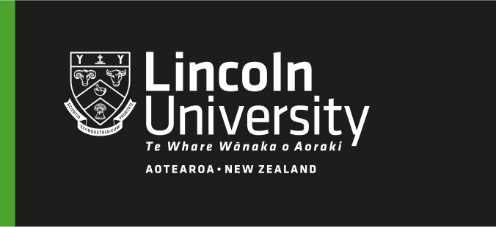 Lincoln
University
Te Whare Wānaka o Aoraki
AOTEAROA • NEW ZEALAND